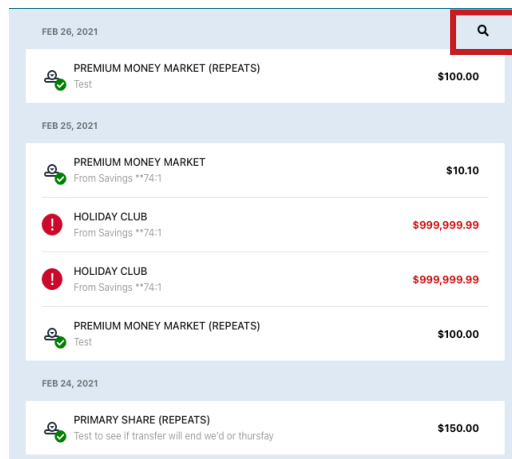 FEB 26, 2021
PREMIUM MONEY MARKET (REPEATS)
Test
$100.00
FEB 25, 2021
PREMIUM MONEY MARKET
From Savings **74:1
$10.10
HOLIDAY CLUB
From Savings **74:1
$999,999.99
HOLIDAY CLUB
From Savings **74:1
$999,999.99
PREMIUM MONEY MARKET (REPEATS)
Test
$100.00
FEB 24, 2021
PRIMARY SHARE (REPEATS)
Test to see if transfer will end we'd or thursfay
$150.00